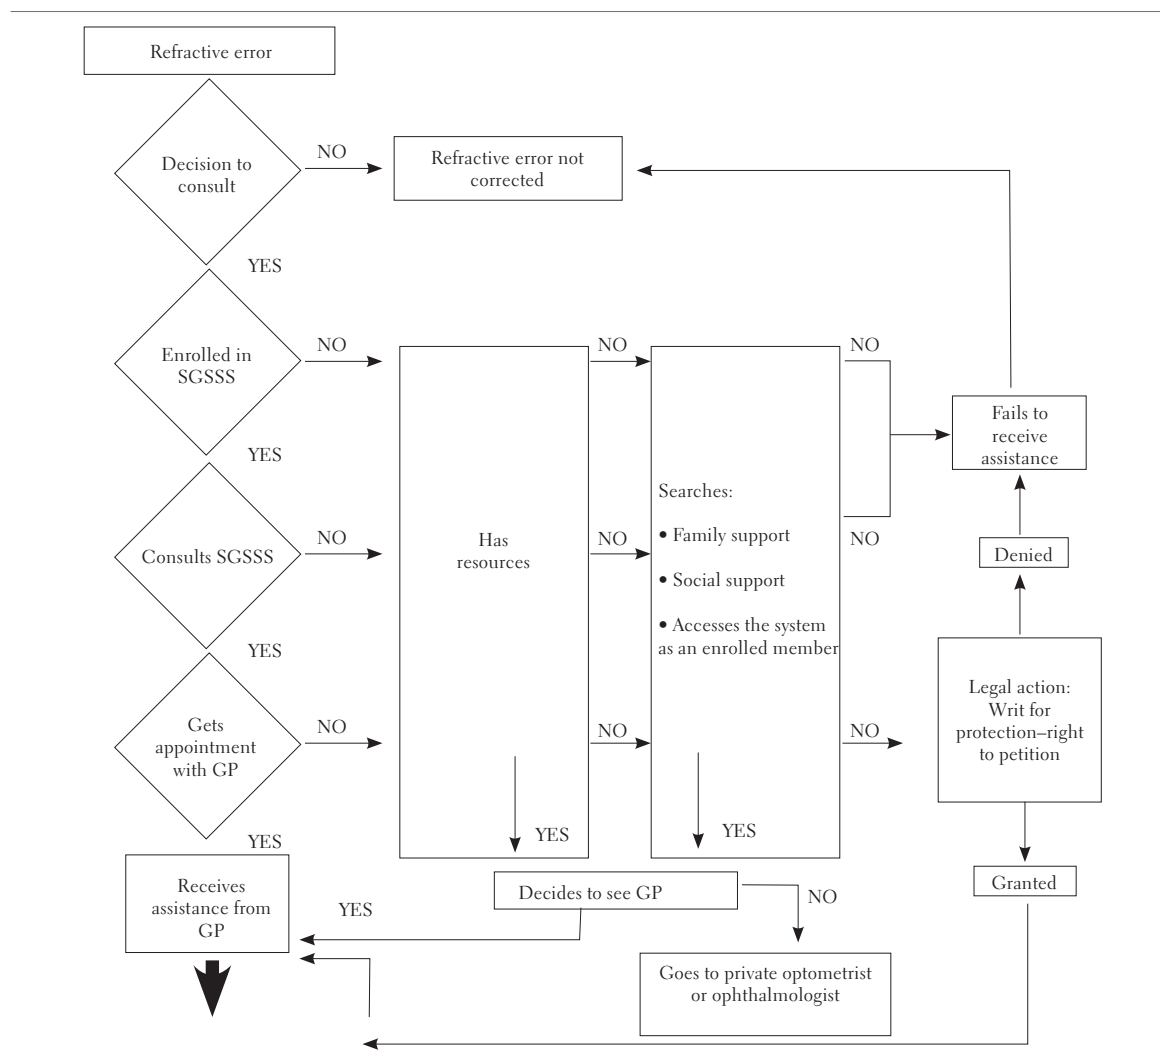 Refractive error
Decision to
consult
NO
Refractive error not
corrected
YES
Enrolled in
SGSSS
NO
NO
NO
Fails to
receive
assistance
YES
Searches:
• Family support
• Social support
• Accesses the system
as an enrolled member
Consults SGSSS
NO
Has
resources
NO
NO
Denied
YES
Gets
appointment
with GP
NO
NO
NO
Legal action:
Writ for
protection–right
to petition
YES
YES
YES
Receives
assistance from
GP
YES
Decides to see GP
NO
Granted
Goes to private optometrist
or ophthalmologist